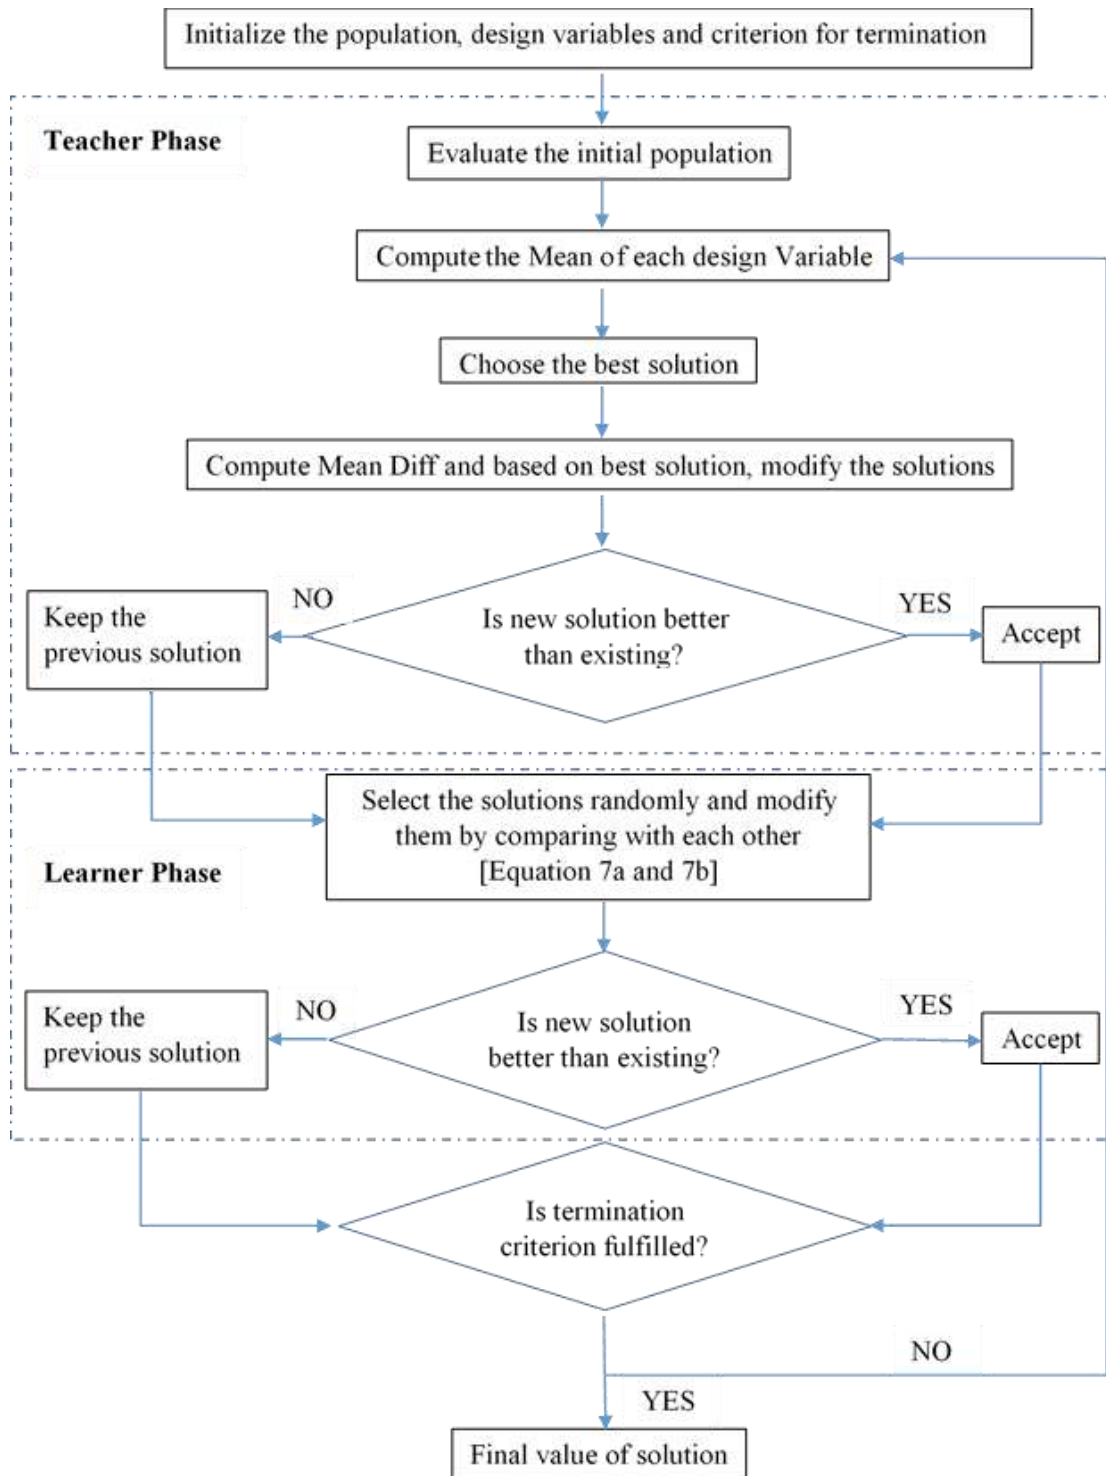 Initialize the population, design variables and criterion for termination
Teacher Phase
Evaluate the initial population
Compute the Mean of each design Variable
Choose the best solution
Compute Mean Diff and based on best solution, modify the solutions
NO
YES
Keep the
previous solution
Is new solution better
than existing?
Accept
Select the solutions randomly and modify
them by comparing with each other
[Equation 7a and 7b]
Learner Phase
NO
YES
Keep the
previous solution
Is new solution
better than existing?
Accept
Is termination
criterion fulfilled?
NO
YES
Final value of solution